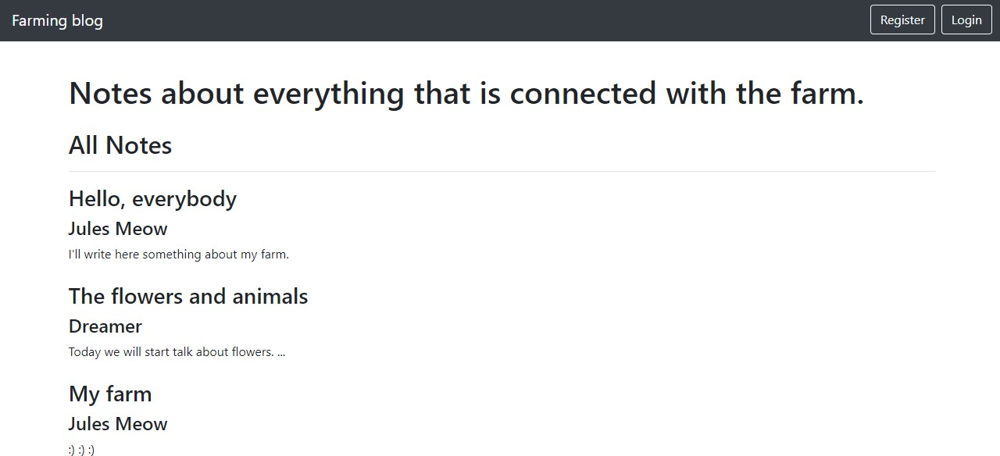 Farming blog
Register
Login
Notes about everything that is connected with the farm.
All Notes
Hello, everybody
Jules Meow
I'll write here something about my farm.
The flowers and animals
Dreamer
Today we will start talk about flowers. ...
My farm
Jules Meow
:) :) :)